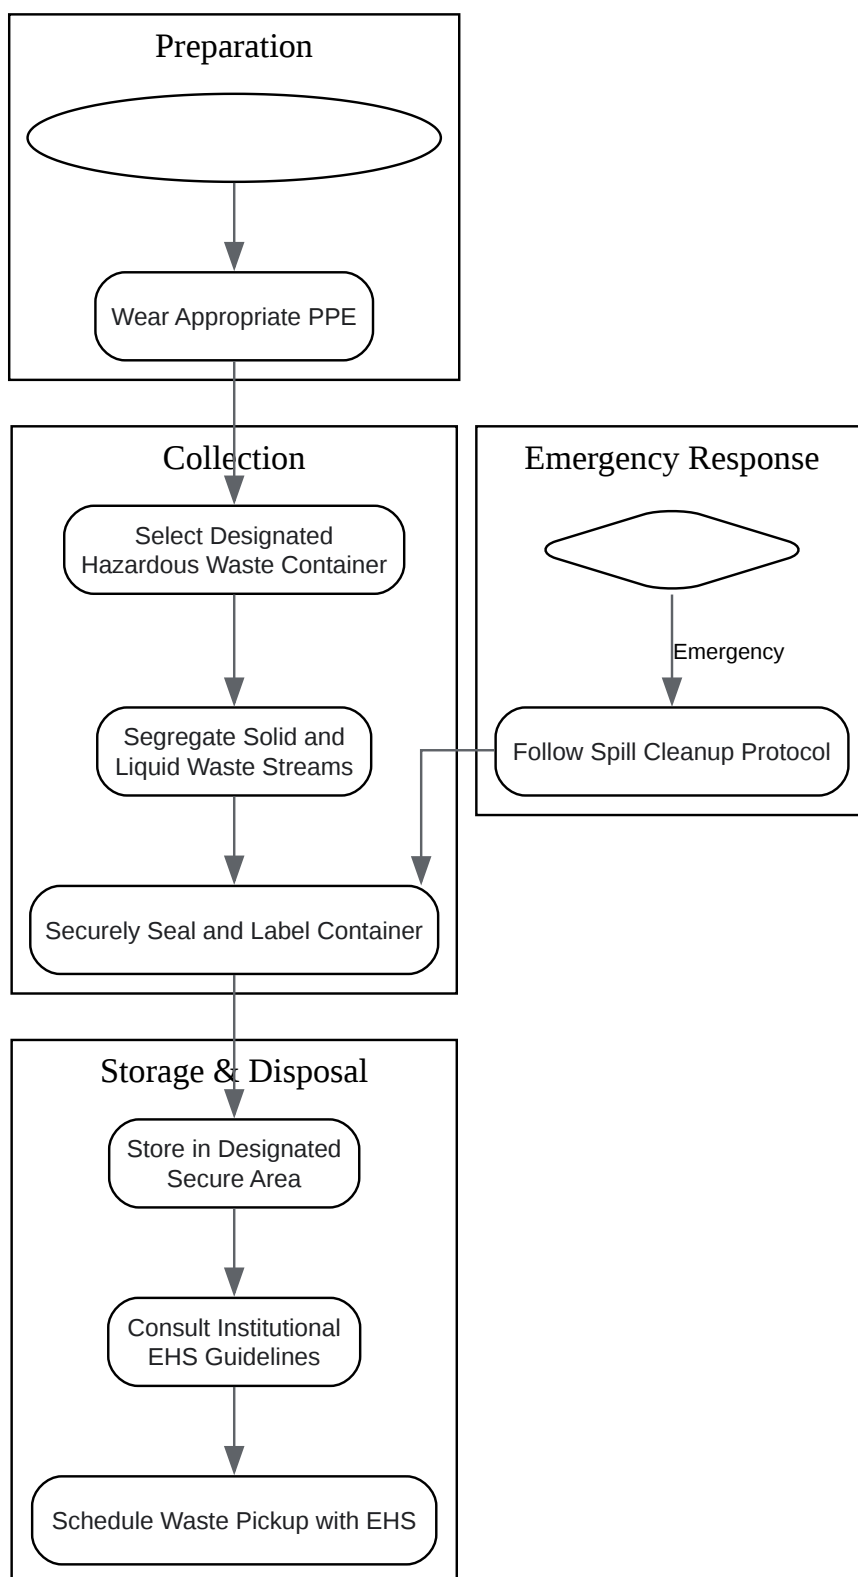 Preparation
Wear Appropriate PPE
Collection
Select Designated
Hazardous Waste Container
Segregate Solid and
Liquid Waste Streams
Securely Seal and Label Container
Emergency Response
Emergency
Follow Spill Cleanup Protocol
Storage & Disposal
Store in Designated
Secure Area
Consult Institutional
EHS Guidelines
Schedule Waste Pickup with EHS